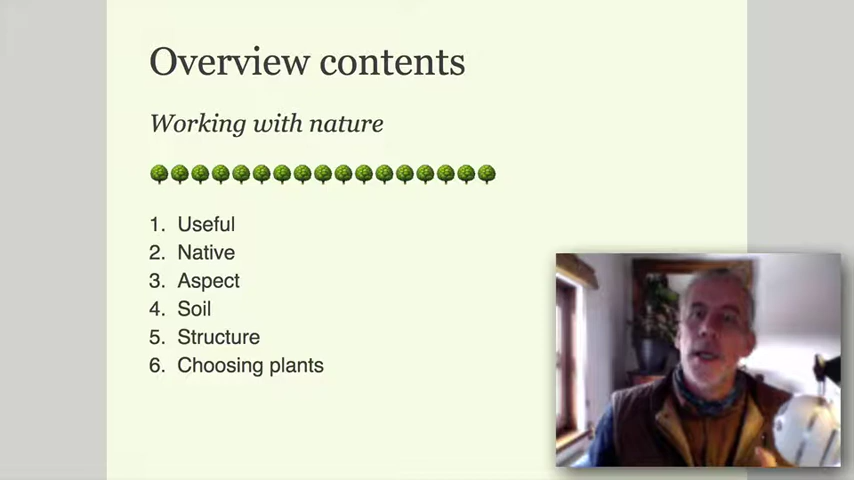 Overview contents
Working with nature
1. Useful
2. Native
3. Aspect
4. Soil
5. Structure
6. Choosing plants